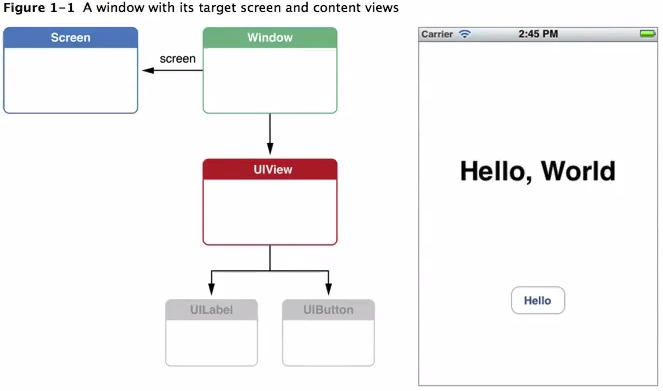 Figure 1-1 A window with its target screen and content views
Screen
screen
Window
UIView
UILabel
UIButton
Carrier 2:45 PM
Hello, World
Hello